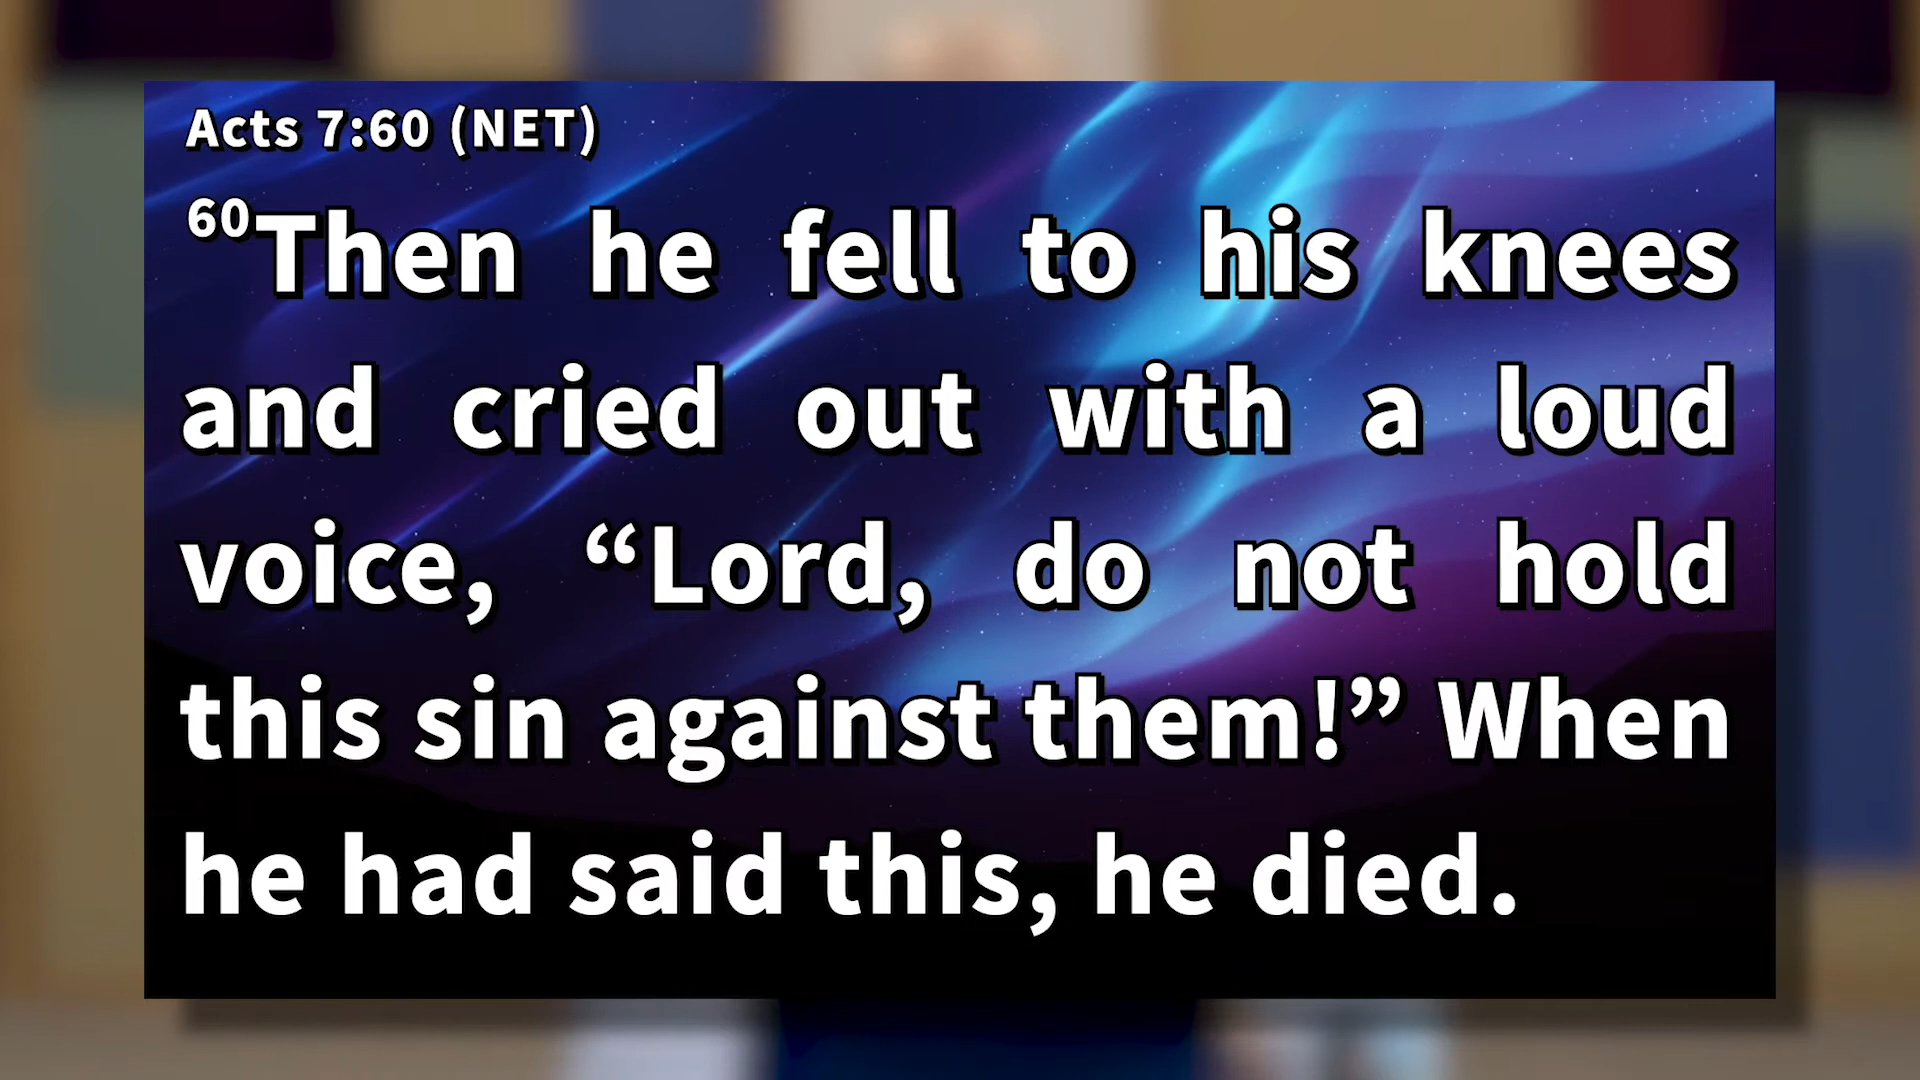 Acts 7:60 (NET)
60Then he fell to his knees
and cried out with a loud
voice, “Lord, do not hold
this sin against them!” When
he had said this, he died.